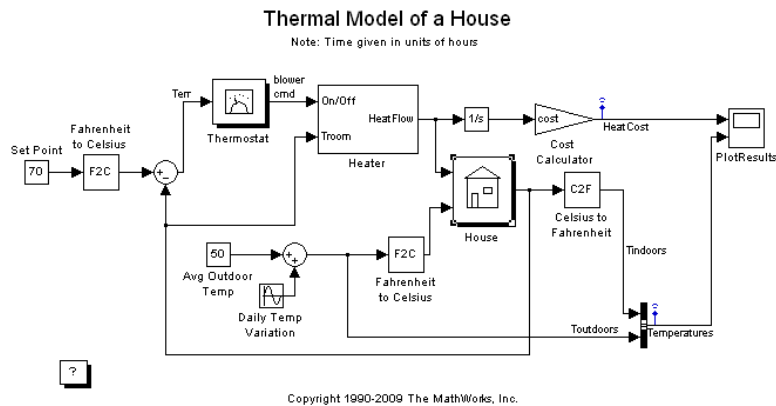 Thermal Model of a House
Note: Time given in units of hours
blower
cmd
Terr
On/Off
HeatFlow
Troom
Heater
Thermostat
1/s
cost
HeatCost
Cost
Calculator
PlotResults
Fahrenheit
to Celsius
Set Point
70
F2C
+
-
House
C2F
Celsius to
Fahrenheit
50
Avg Outdoor
Temp
+
+
F2C
Fahrenheit
to Celsius
Daily Temp
Variation
Tindoors
Toutdoors
Temperatures
?
Copyright 1990-2009 The MathWorks, Inc.